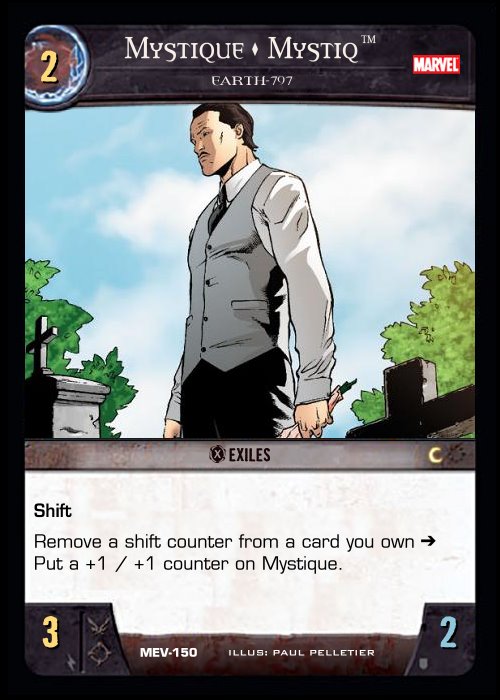 2
Mystique ♦ Mystiq™
Earth-797
MARVEL
EXILES
C
Shift
Remove a shift counter from a card you own ➔
Put a +1 / +1 counter on Mystique.
3
MEV-150
ILLUS: PAUL PELLETIER
2